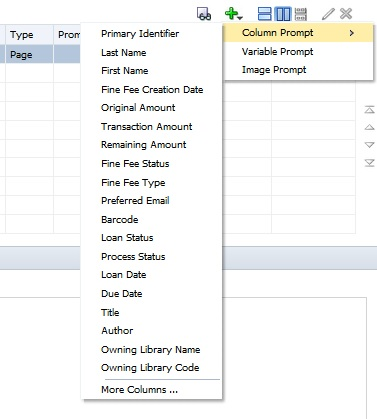 Type
Prom
Page
Primary Identifier
Last Name
First Name
Fine Fee Creation Date
Original Amount
Transaction Amount
Remaining Amount
Fine Fee Status
Fine Fee Type
Preferred Email
Barcode
Loan Status
Process Status
Loan Date
Due Date
Title
Author
Owning Library Name
Owning Library Code
More Columns ...
Column Prompt
Variable Prompt
Image Prompt